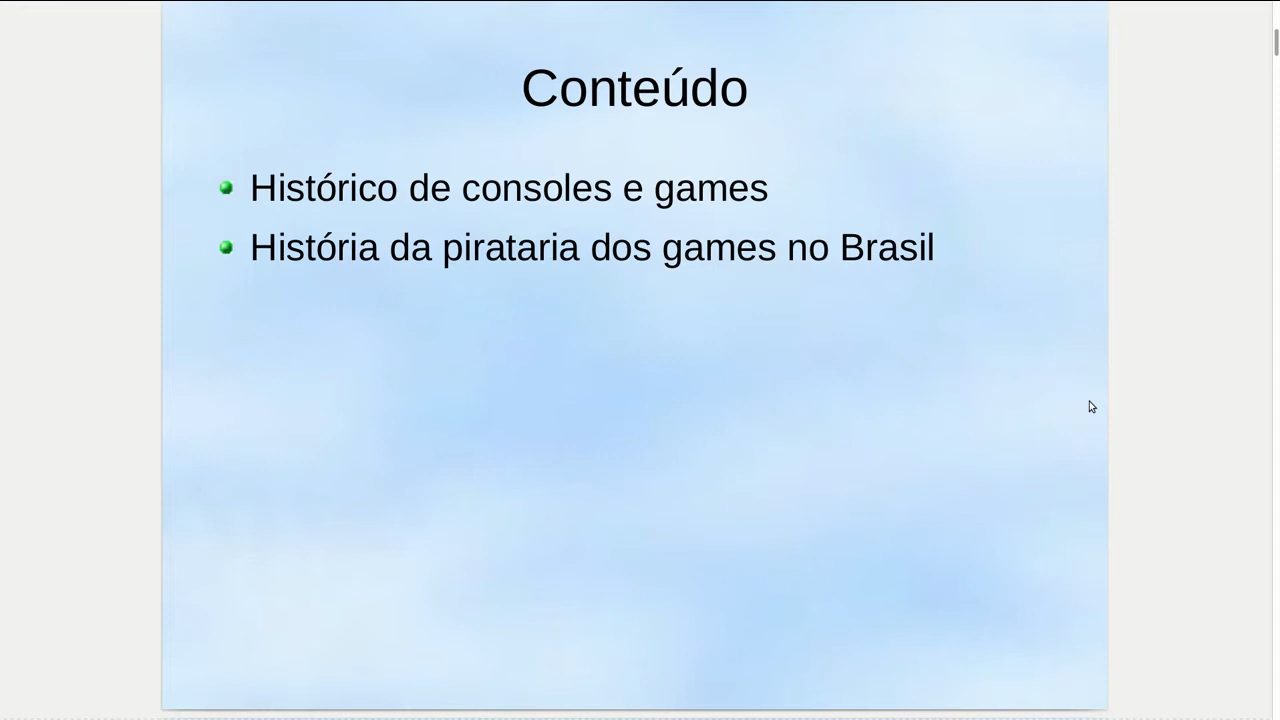 Conteúdo
Histórico de consoles e games
História da pirataria dos games no Brasil